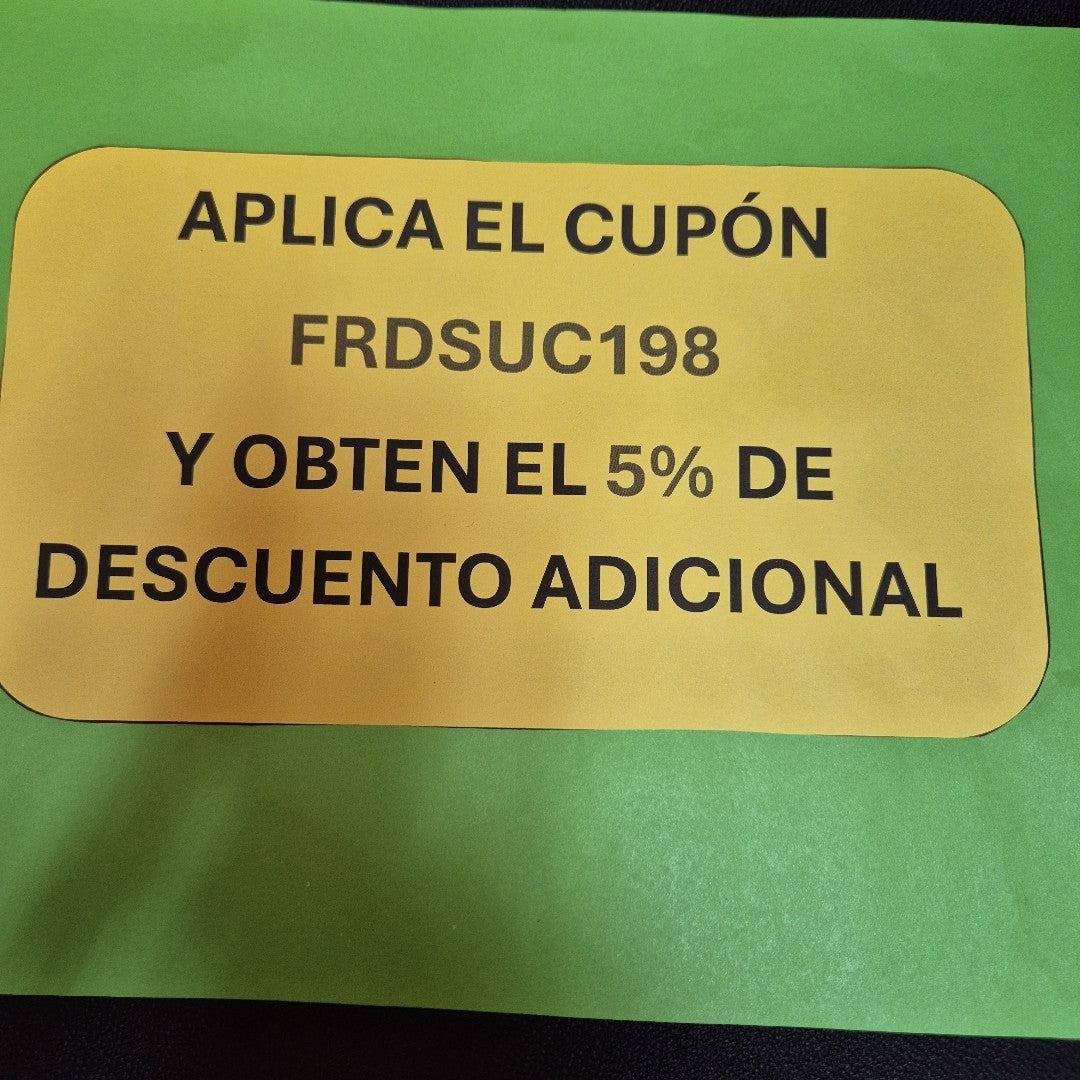 APLICA EL CUPÓN
FRDSUC198
Y OBTEN EL 5% DE
DESCUENTO ADICIONAL